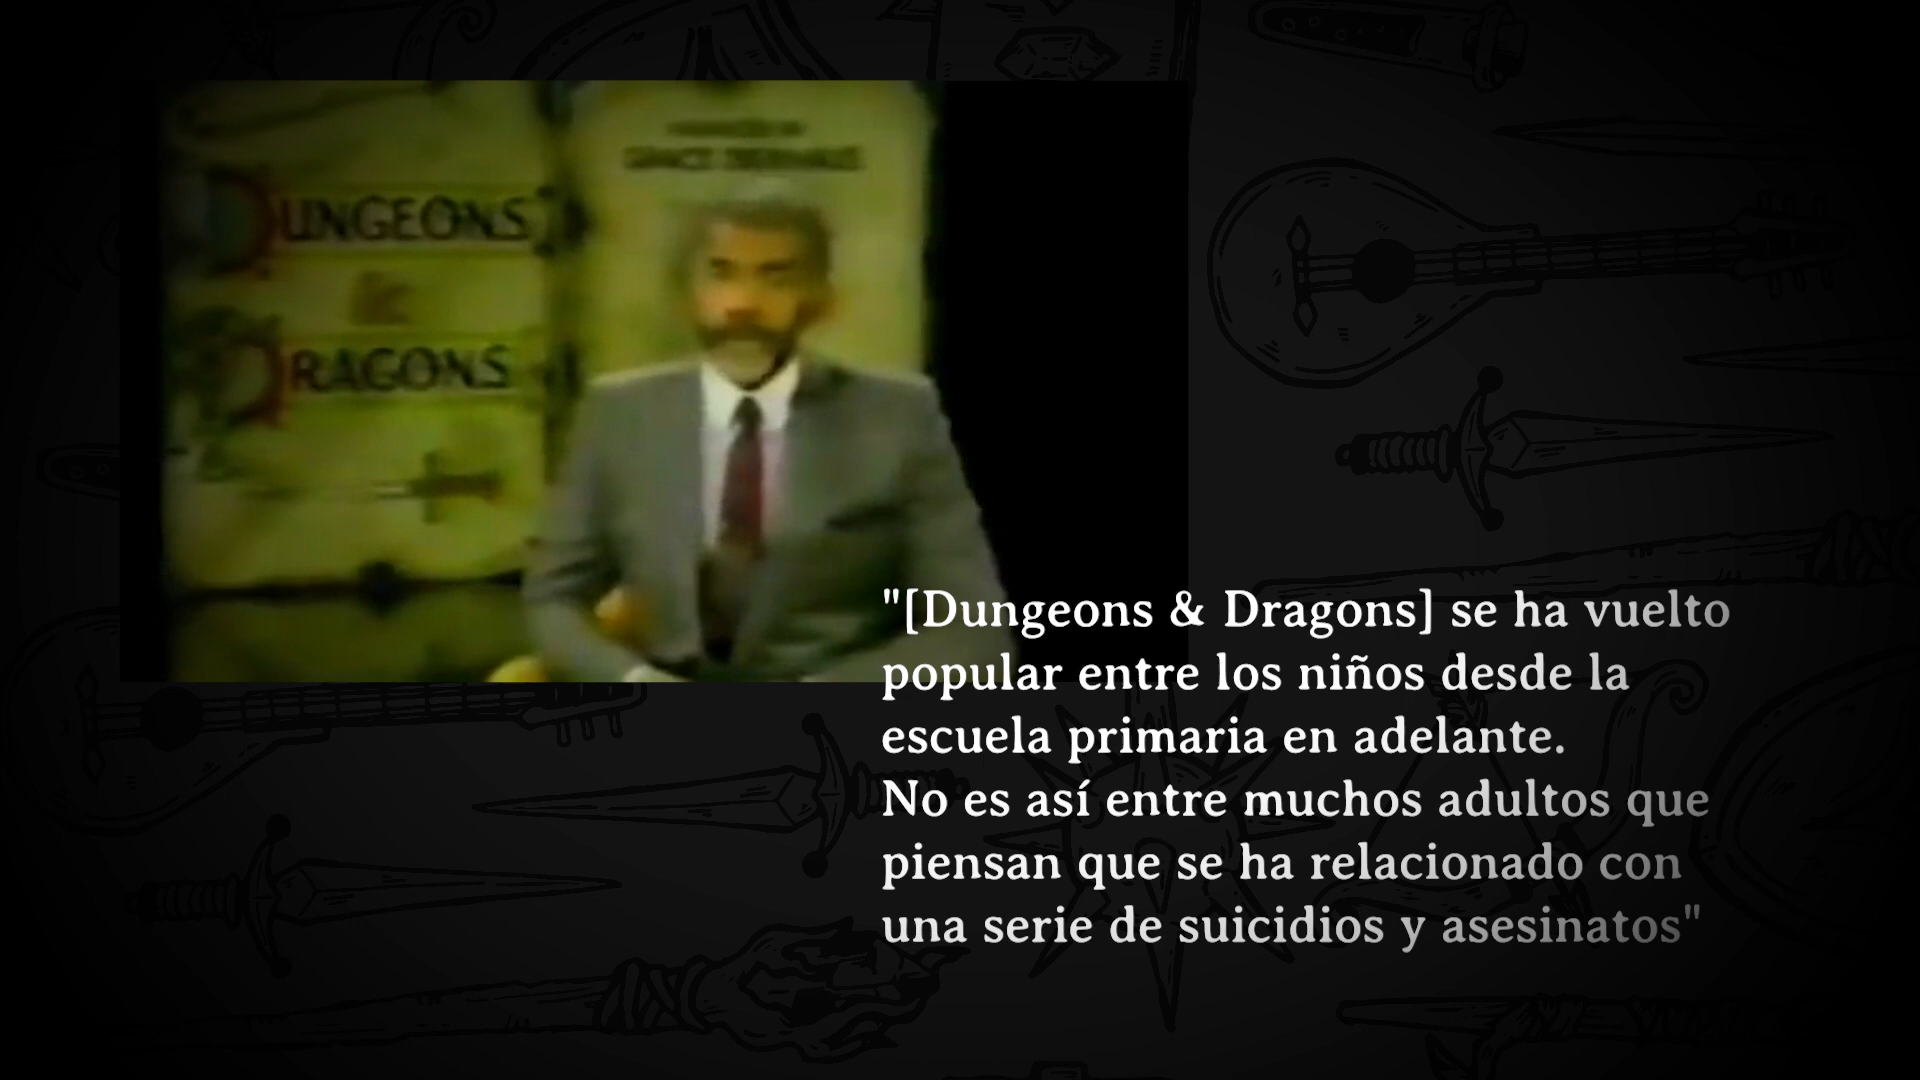 DUNGEONS
&
DRAGONS
"[Dungeons & Dragons] se ha vuelto
popular entre los niños desde la
escuela primaria en adelante.
No es así entre muchos adultos que
piensan que se ha relacionado con
una serie de suicidios y asesinatos"